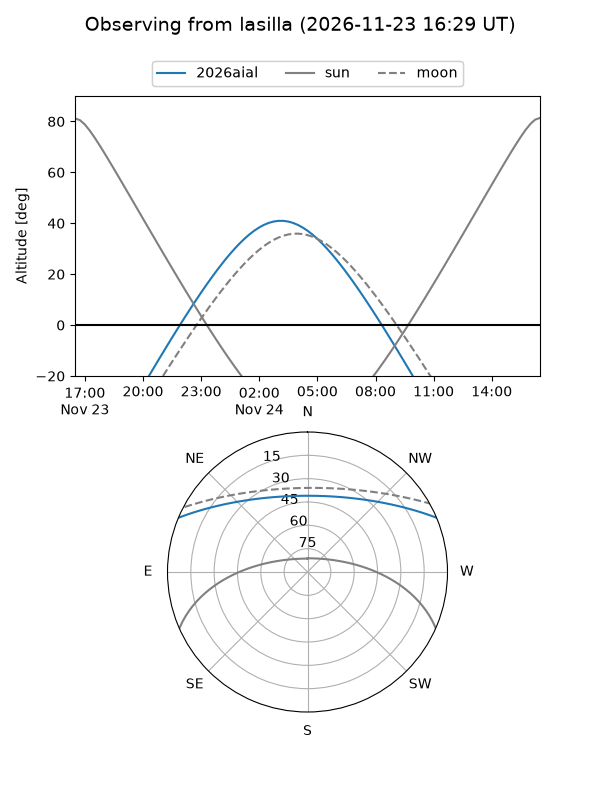 Observing from lasilla (2026-11-23 16:29 UT)
2026aial sun moon
Altitude [deg]
80
60
40
20
0
−20
17:00 20:00 23:00 02:00 05:00 08:00 11:00 14:00
Nov 23 Nov 24
N
NE NW
15
30
45
60
75
E W
SE SW
S